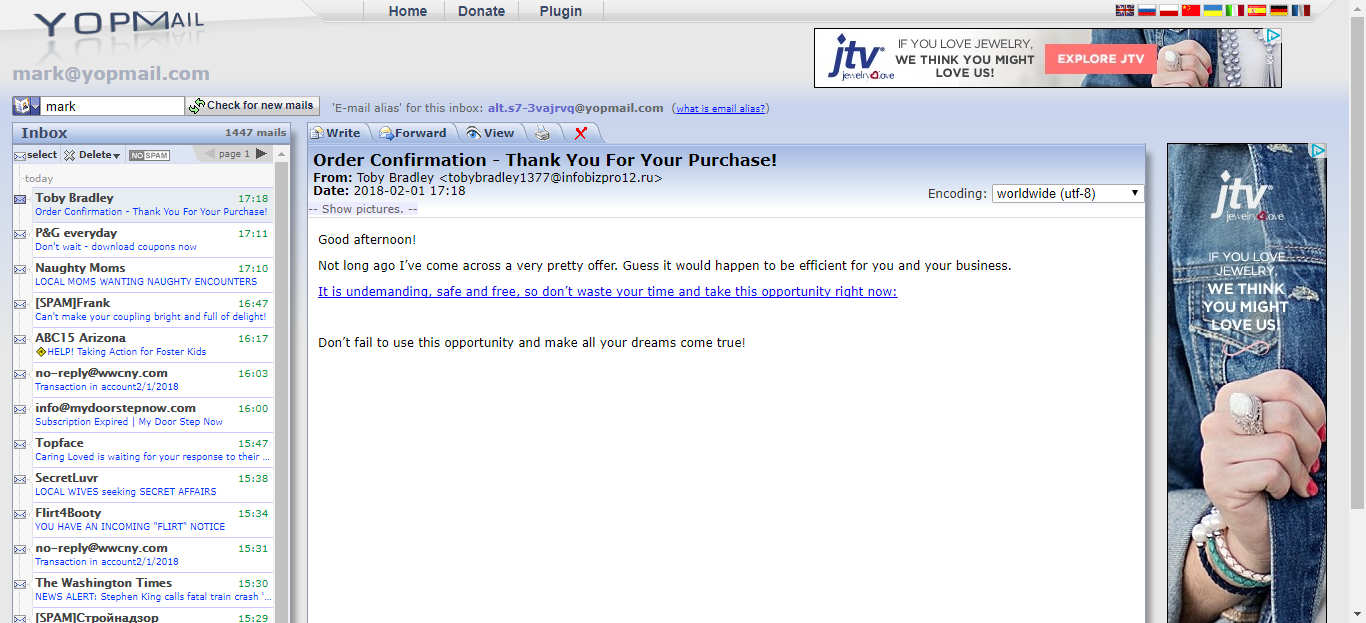 YOPMAIL
Home
Donate
Plugin
mark@yopmail.com
mark
Check for new mails
'E-mail alias' for this inbox: alt.s7-3vajrvq@yopmail.com (what is email alias?)
jtv
jewelry love
IF YOU LOVE JEWELRY,
WE THINK YOU MIGHT
LOVE US!
EXPLORE JTV
Inbox
1447 mails
select
Delete
NO SPAM
page 1
today
Toby Bradley 17:18
Order Confirmation - Thank You For Your Purchase!
P&G everyday 17:11
Don't wait - download coupons now
Naughty Moms 17:10
LOCAL MOMS WANTING NAUGHTY ENCOUNTERS
[SPAM]Frank 16:47
Can't make your coupling bright and full of delight!
ABC15 Arizona 16:17
HELP! Taking Action for Foster Kids
no-reply@wwcny.com 16:03
Transaction in account2/1/2018
info@mydoorstepnow.com 16:00
Subscription Expired | My Door Step Now
Topface 15:47
Caring Loved is waiting for your response to their ...
SecretLuvr 15:38
LOCAL WIVES seeking SECRET AFFAIRS
Flirt4Booty 15:34
YOU HAVE AN INCOMING "FLIRT" NOTICE
no-reply@wwcny.com 15:31
Transaction in account2/1/2018
The Washington Times 15:30
NEWS ALERT: Stephen King calls fatal train crash '...
[SPAM]Стройнадзор 15:29
Write
Forward
View
Order Confirmation - Thank You For Your Purchase!
From: Toby Bradley <tobybradley1377@infobizpro12.ru>
Date: 2018-02-01 17:18
Encoding: worldwide (utf-8)
-- Show pictures. --
Good afternoon!
Not long ago I've come across a very pretty offer. Guess it would happen to be efficient for you and your business.
It is undemanding, safe and free, so don't waste your time and take this opportunity right now:
Don't fail to use this opportunity and make all your dreams come true!
jtv
jewelry love
IF YOU LOVE
JEWELRY,
WE THINK
YOU MIGHT
LOVE US!